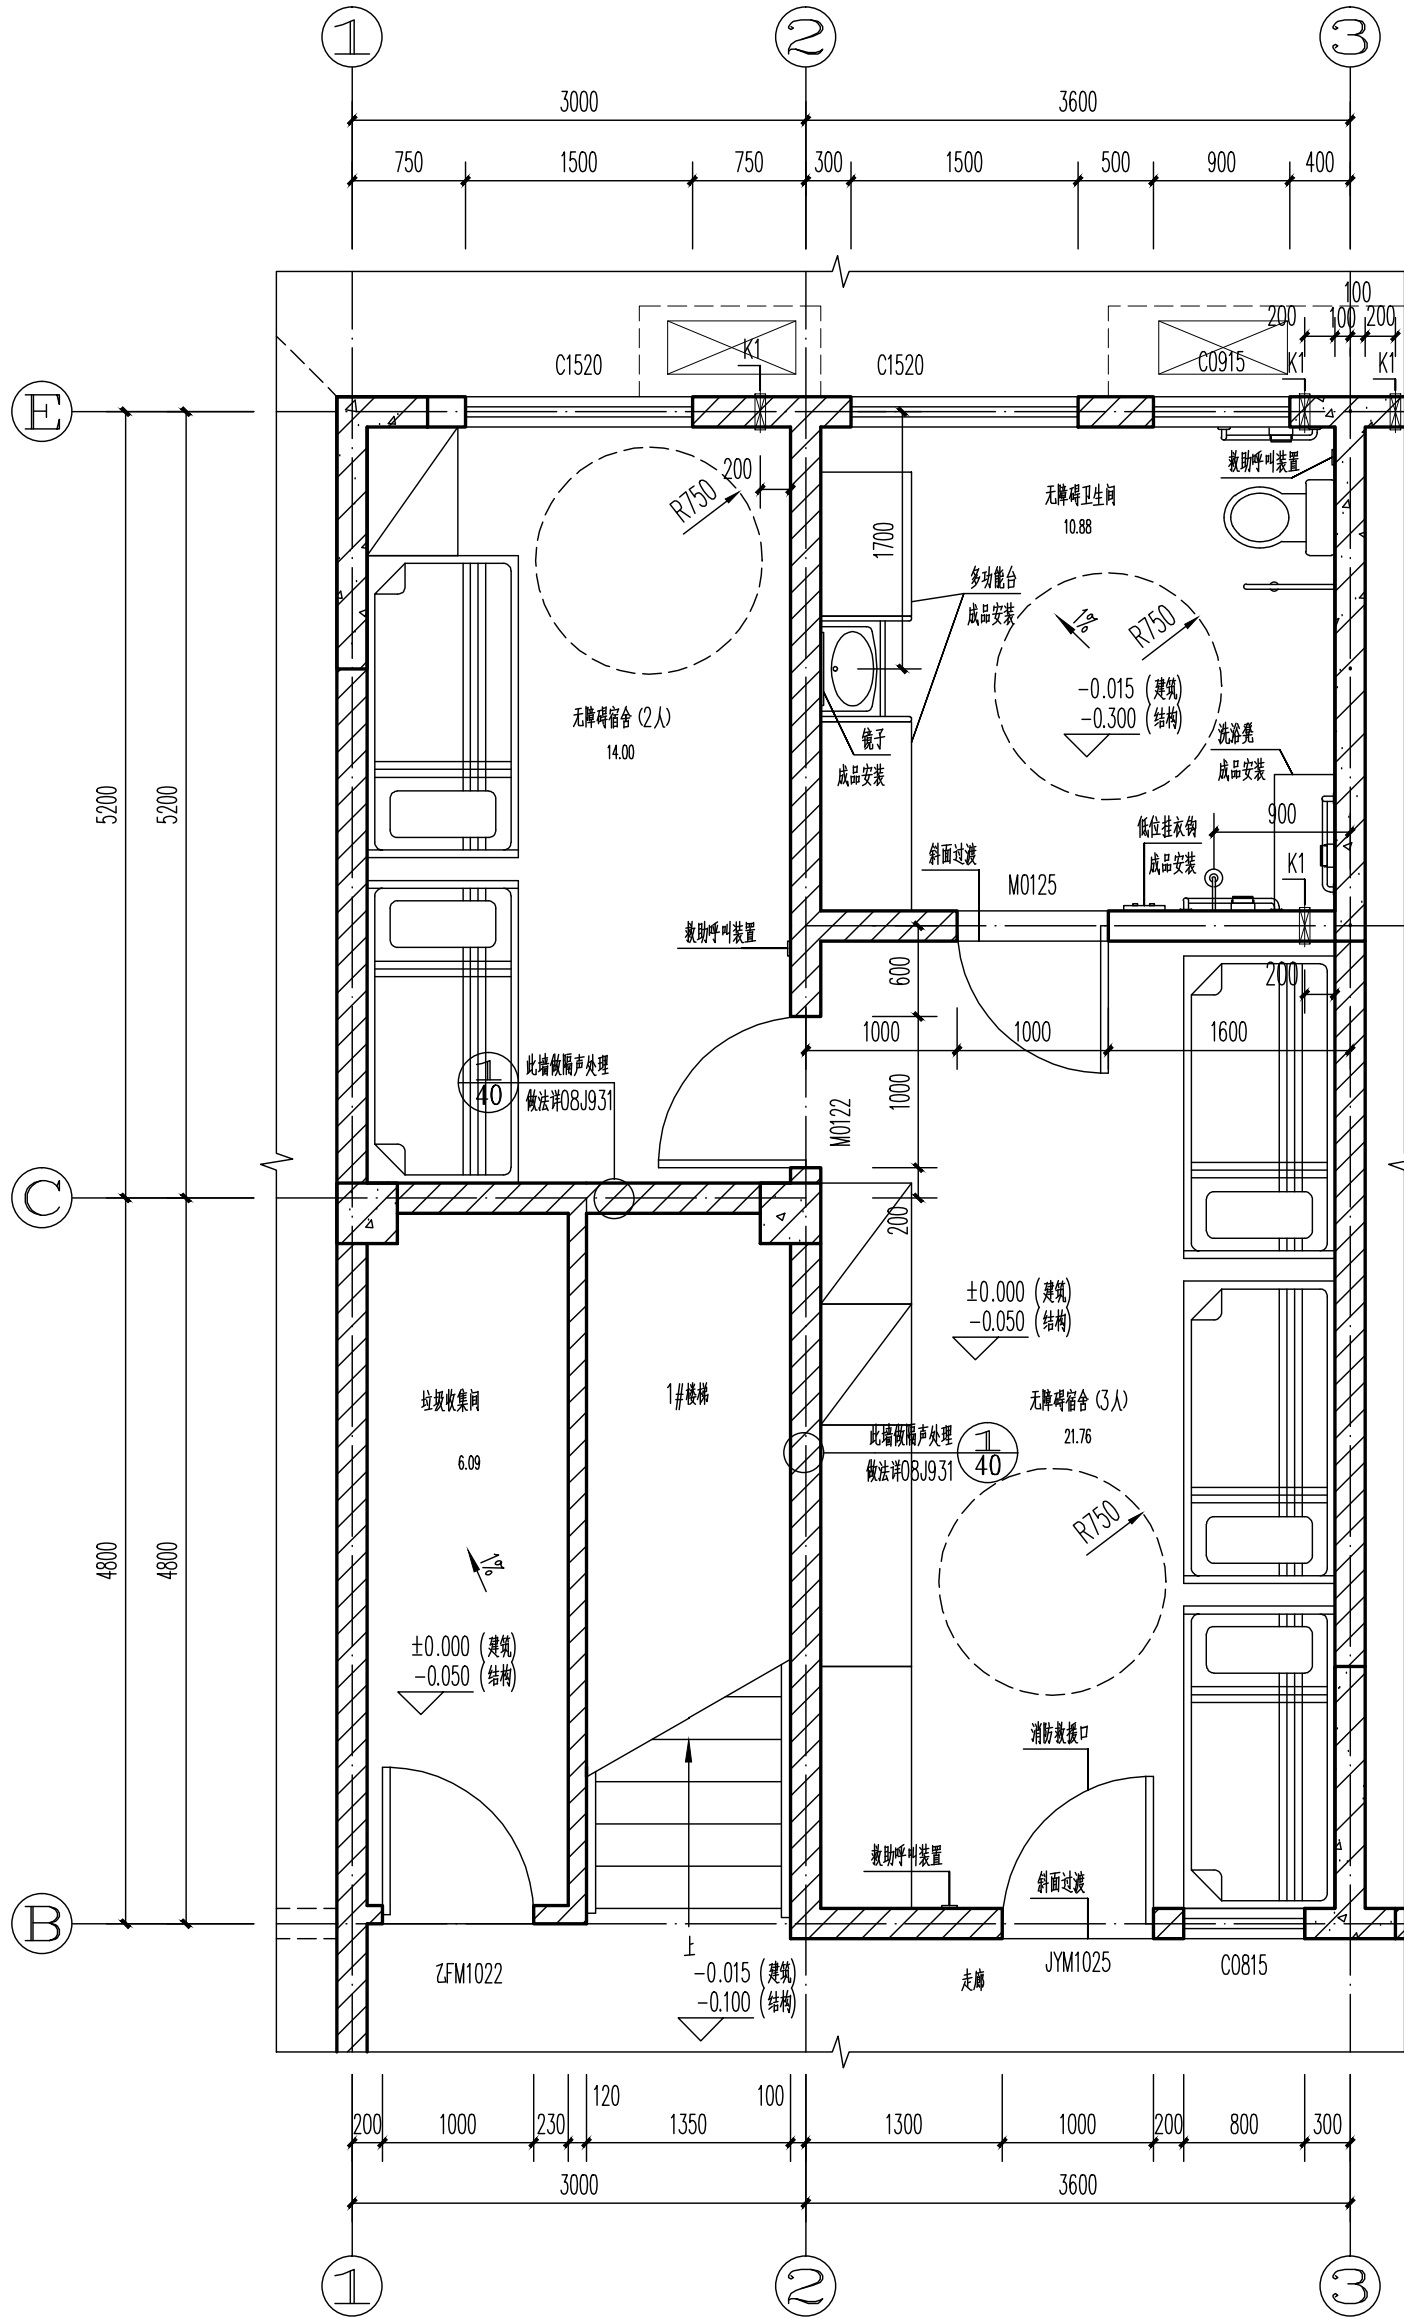 1 2 3
3000 3600
750 1500 750 300 1500 500 900 400
100
200 100 200
C1520 K1 C1520 C0915 K1 K1
E
救助呼叫装置
200
R750
无障碍卫生间
10.88
1700
多功能台
成品安装
1%
R750
-0.015 (建筑)
-0.300 (结构)
无障碍宿舍 (2人)
14.00
镜子
成品安装
洗浴凳
成品安装
5200 5200
900
低位挂衣钩
成品安装
斜面过渡
K1
M0125
救助呼叫装置
600
200
1000 1000 1600
1
40
此墙做隔声处理
做法详08J931
1000
M0122
C
200
±0.000 (建筑)
-0.050 (结构)
垃圾收集间
6.09
1#楼梯
无障碍宿舍 (3人)
21.76
此墙做隔声处理
做法详08J931
1
40
R750
4800 4800
1%
±0.000 (建筑)
-0.050 (结构)
消防救援口
救助呼叫装置
斜面过渡
B
上
乙FM1022
-0.015 (建筑)
-0.100 (结构)
走廊
JYM1025
C0815
120 100
200 1000 230 1350 1300 1000 200 800 300
3000 3600
1 2 3